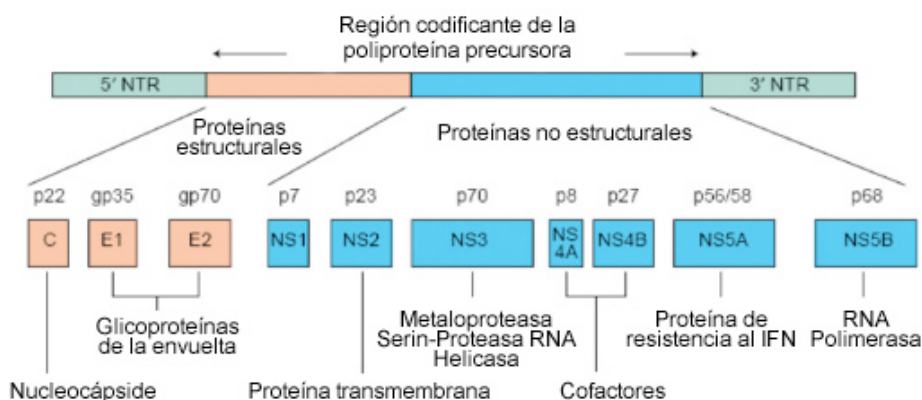 Región codificante de la
poliproteína precursora
5′ NTR
3′ NTR
Proteínas
estructurales
Proteínas no estructurales
p22 gp35 gp70 p7 p23 p70 p8 p27 p56/58 p68
C E1 E2 NS1 NS2 NS3 NS
4A NS4B NS5A NS5B
Glicoproteínas
de la envuelta
Metaloproteasa
Serin-Proteasa RNA
Helicasa
Proteína de
resistencia al IFN
RNA
Polimerasa
Nucleocápside
Proteína transmembrana
Cofactores